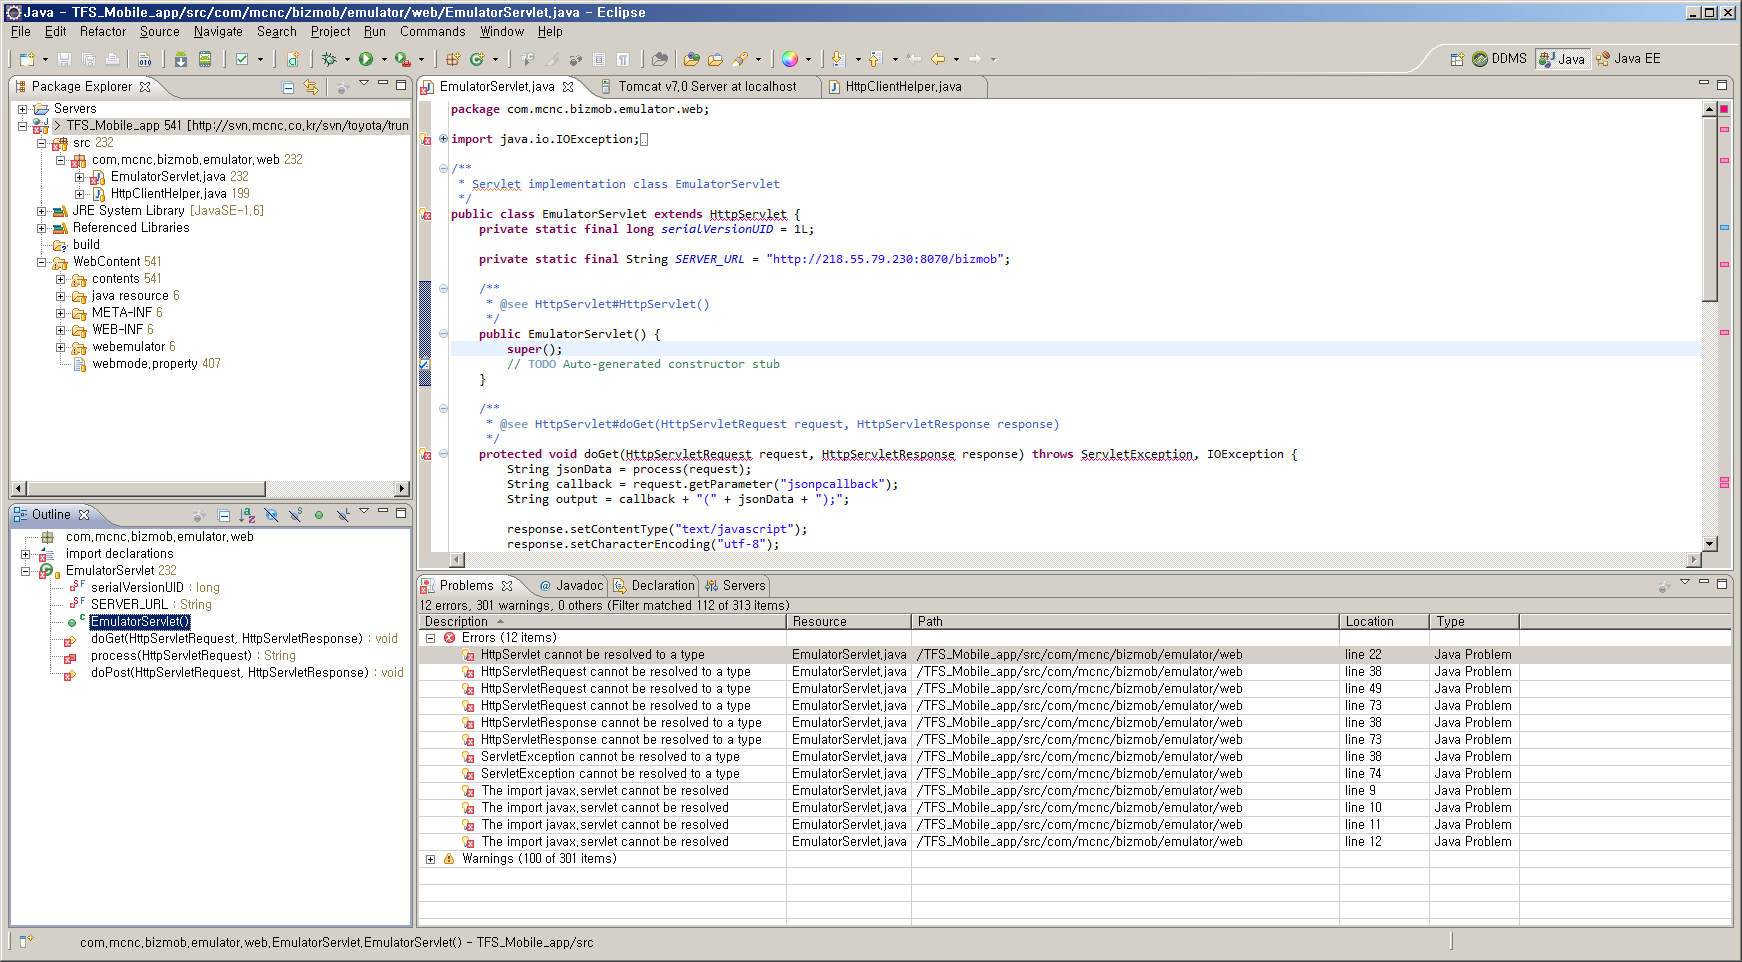 Java - TFS_Mobile_app/src/com/mcnc/bizmob/emulator/web/EmulatorServlet.java - Eclipse
File Edit Refactor Source Navigate Search Project Run Commands Window Help
DDMS Java Java EE
Package Explorer
Servers
> TFS_Mobile_app 541 [http://svn.mcnc.co.kr/svn/toyota/trun
src 232
com.mcnc.bizmob.emulator.web 232
EmulatorServlet.java 232
HttpClientHelper.java 199
JRE System Library [JavaSE-1.6]
Referenced Libraries
build
WebContent 541
contents 541
java resource 6
META-INF 6
WEB-INF 6
webemulator 6
webmode.property 407
Outline
com.mcnc.bizmob.emulator.web
import declarations
EmulatorServlet 232
serialVersionUID : long
SERVER_URL : String
EmulatorServlet()
doGet(HttpServletRequest, HttpServletResponse) : void
process(HttpServletRequest) : String
doPost(HttpServletRequest, HttpServletResponse) : void
EmulatorServlet.java Tomcat v7.0 Server at localhost HttpClientHelper.java
package com.mcnc.bizmob.emulator.web;
import java.io.IOException;
/**
* Servlet implementation class EmulatorServlet
*/
public class EmulatorServlet extends HttpServlet {
private static final long serialVersionUID = 1L;
private static final String SERVER_URL = "http://218.55.79.230:8070/bizmob";
/**
* @see HttpServlet#HttpServlet()
*/
public EmulatorServlet() {
super();
// TODO Auto-generated constructor stub
}
/**
* @see HttpServlet#doGet(HttpServletRequest request, HttpServletResponse response)
*/
protected void doGet(HttpServletRequest request, HttpServletResponse response) throws ServletException, IOException {
String jsonData = process(request);
String callback = request.getParameter("jsonpcallback");
String output = callback + "(" + jsonData + ");";
response.setContentType("text/javascript");
response.setCharacterEncoding("utf-8");
Problems Javadoc Declaration Servers
12 errors, 301 warnings, 0 others (Filter matched 112 of 313 items)
Description Resource Path Location Type
Errors (12 items)
HttpServlet cannot be resolved to a type EmulatorServlet.java /TFS_Mobile_app/src/com/mcnc/bizmob/emulator/web line 22 Java Problem
HttpServletRequest cannot be resolved to a type EmulatorServlet.java /TFS_Mobile_app/src/com/mcnc/bizmob/emulator/web line 38 Java Problem
HttpServletRequest cannot be resolved to a type EmulatorServlet.java /TFS_Mobile_app/src/com/mcnc/bizmob/emulator/web line 49 Java Problem
HttpServletRequest cannot be resolved to a type EmulatorServlet.java /TFS_Mobile_app/src/com/mcnc/bizmob/emulator/web line 73 Java Problem
HttpServletResponse cannot be resolved to a type EmulatorServlet.java /TFS_Mobile_app/src/com/mcnc/bizmob/emulator/web line 38 Java Problem
HttpServletResponse cannot be resolved to a type EmulatorServlet.java /TFS_Mobile_app/src/com/mcnc/bizmob/emulator/web line 73 Java Problem
ServletException cannot be resolved to a type EmulatorServlet.java /TFS_Mobile_app/src/com/mcnc/bizmob/emulator/web line 38 Java Problem
ServletException cannot be resolved to a type EmulatorServlet.java /TFS_Mobile_app/src/com/mcnc/bizmob/emulator/web line 74 Java Problem
The import javax.servlet cannot be resolved EmulatorServlet.java /TFS_Mobile_app/src/com/mcnc/bizmob/emulator/web line 9 Java Problem
The import javax.servlet cannot be resolved EmulatorServlet.java /TFS_Mobile_app/src/com/mcnc/bizmob/emulator/web line 10 Java Problem
The import javax.servlet cannot be resolved EmulatorServlet.java /TFS_Mobile_app/src/com/mcnc/bizmob/emulator/web line 11 Java Problem
The import javax.servlet cannot be resolved EmulatorServlet.java /TFS_Mobile_app/src/com/mcnc/bizmob/emulator/web line 12 Java Problem
Warnings (100 of 301 items)
com.mcnc.bizmob.emulator.web.EmulatorServlet.EmulatorServlet() - TFS_Mobile_app/src